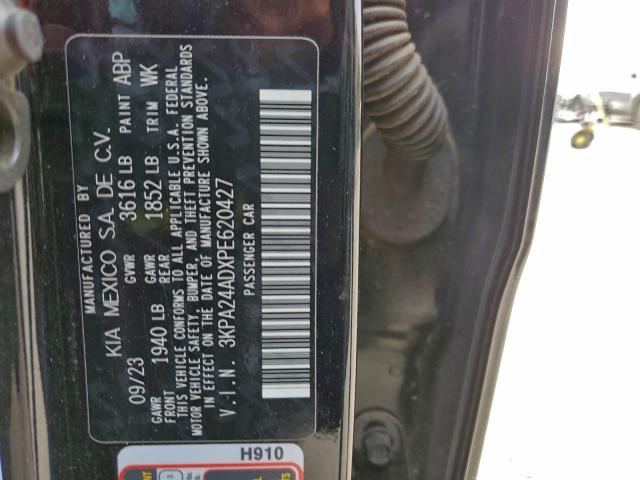 MANUFACTURED BY
KIA MEXICO S.A. DE C.V.
09/23 GVWR 3616 LB PAINT ABP
GAWR FRONT 1940 LB GAWR REAR 1852 LB TRIM WK
THIS VEHICLE CONFORMS TO ALL APPLICABLE U.S.A. FEDERAL
MOTOR VEHICLE SAFETY, BUMPER, AND THEFT PREVENTION STANDARDS
IN EFFECT ON THE DATE OF MANUFACTURE SHOWN ABOVE.
V.I.N. 3KPA24ADXPE620427
PASSENGER CAR
H910